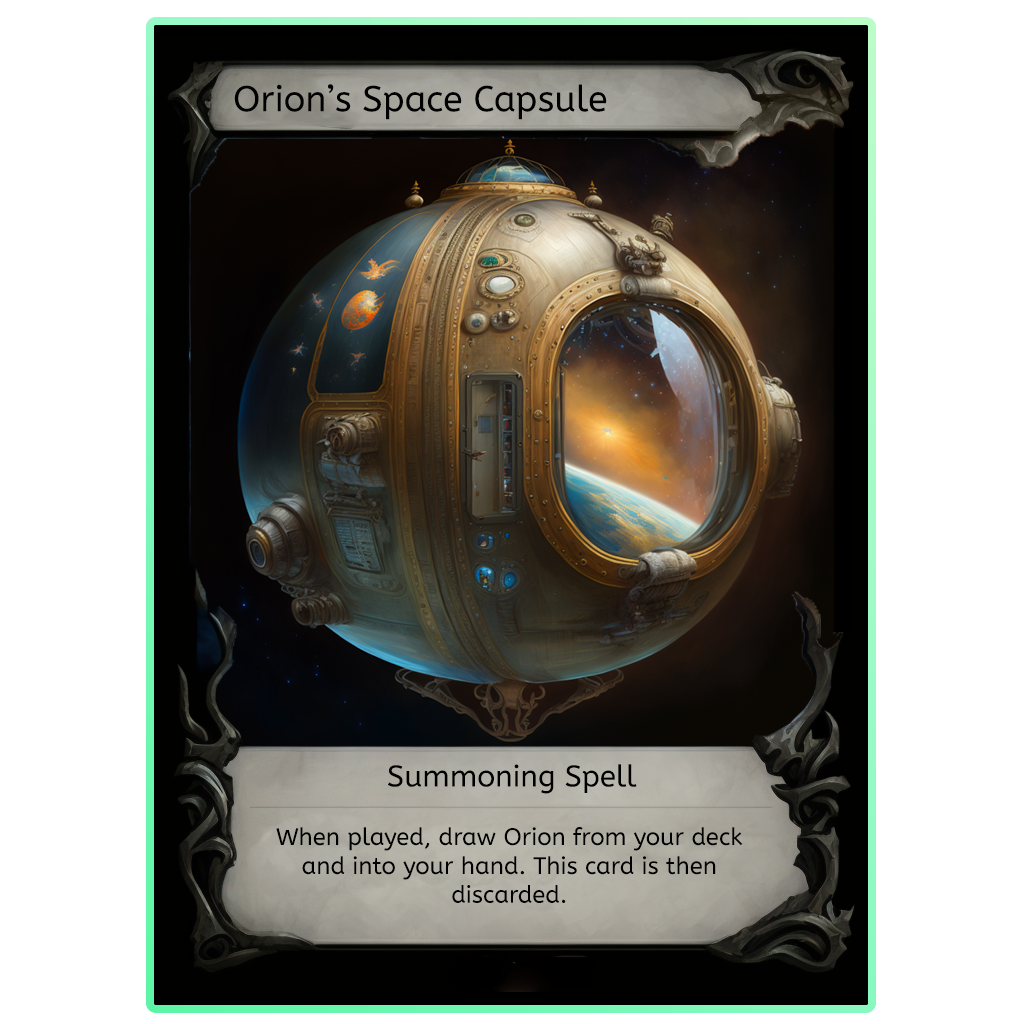 Orion’s Space Capsule
Summoning Spell
When played, draw Orion from your deck
and into your hand. This card is then
discarded.